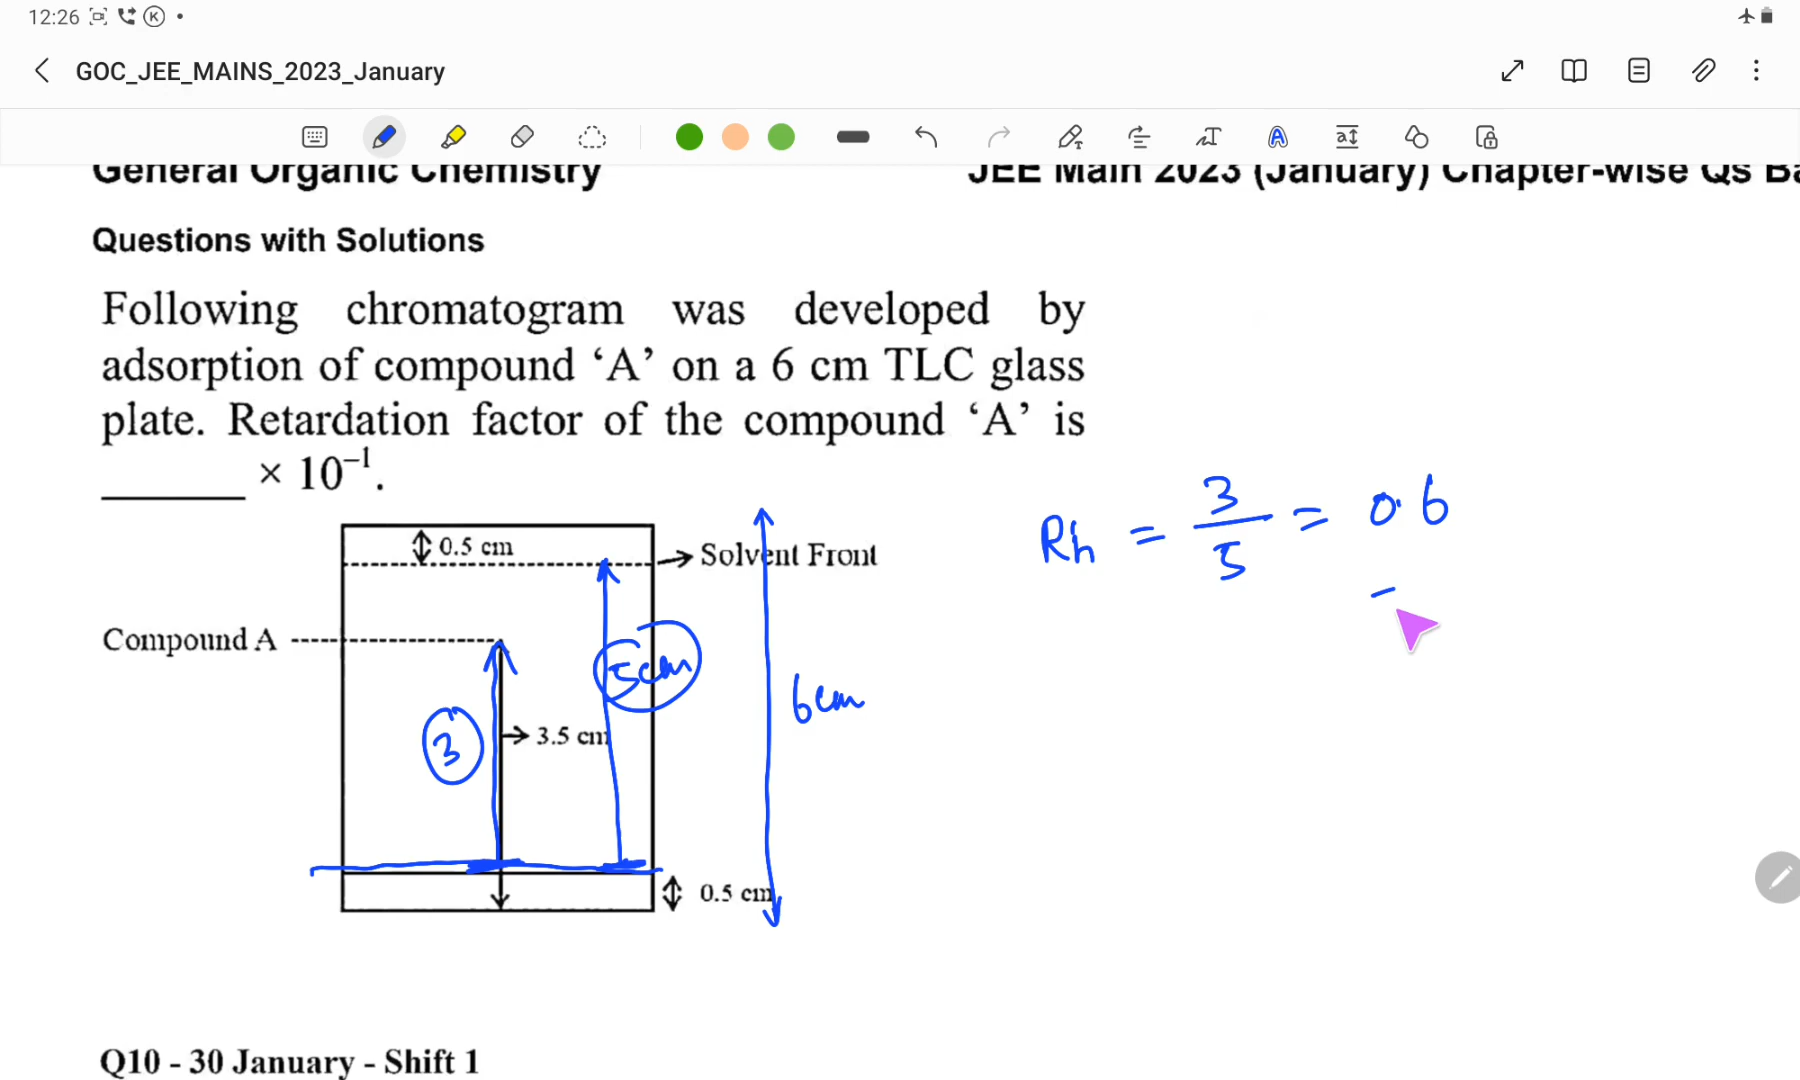 12:26
GOC_JEE_MAINS_2023_January
General Organic Chemistry
JEE Main 2023 (January) Chapter-wise Qs Ba
Questions with Solutions
Following chromatogram was developed by
adsorption of compound ‘A’ on a 6 cm TLC glass
plate. Retardation factor of the compound ‘A’ is
______ × 10⁻¹.
0.5 cm
Solvent Front
Compound A
5cm
6cm
3
3.5 cm
0.5 cm
= 3/5 = 0.6
=
Q10 - 30 January - Shift 1